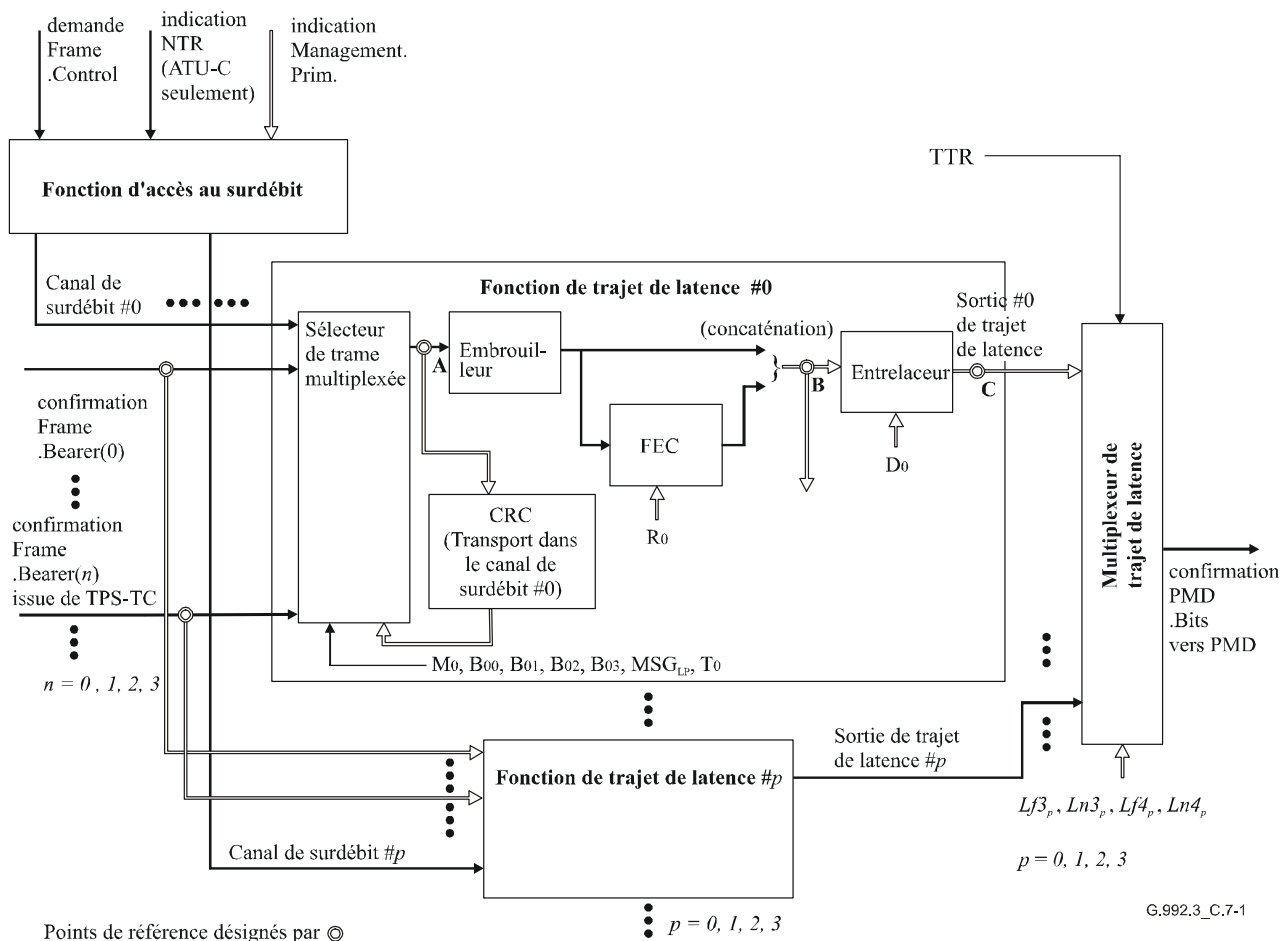 demande
Frame
.Control
indication
NTR
(ATU-C
seulement)
indication
Management.
Prim.
Fonction d'accès au surdébit
TTR
Canal de
surdébit #0
Fonction de trajet de latence #0
Sélecteur
de trame
multiplexée
A
Embrouil-
leur
(concaténation)
}
B
Entrelaceur
Sortic #0
de trajet
de latence
C
FEC
D0
R0
CRC
(Transport dans
le canal de
surdébit #0)
confirmation
Frame
.Bearer(0)
confirmation
Frame
.Bearer(n)
issue de TPS-TC
n = 0 , 1, 2, 3
M0, B00, B01, B02, B03, MSGLP, T0
Multiplexeur de
trajet de latence
confirmation
PMD
.Bits
vers PMD
Fonction de trajet de latence #p
Sortie de trajet
de latence #p
Canal de surdébit #p
Lf3p , Ln3p , Lf4p , Ln4p
p = 0, 1, 2, 3
p = 0, 1, 2, 3
G.992.3_C.7-1
Points de référence désignés par ◎